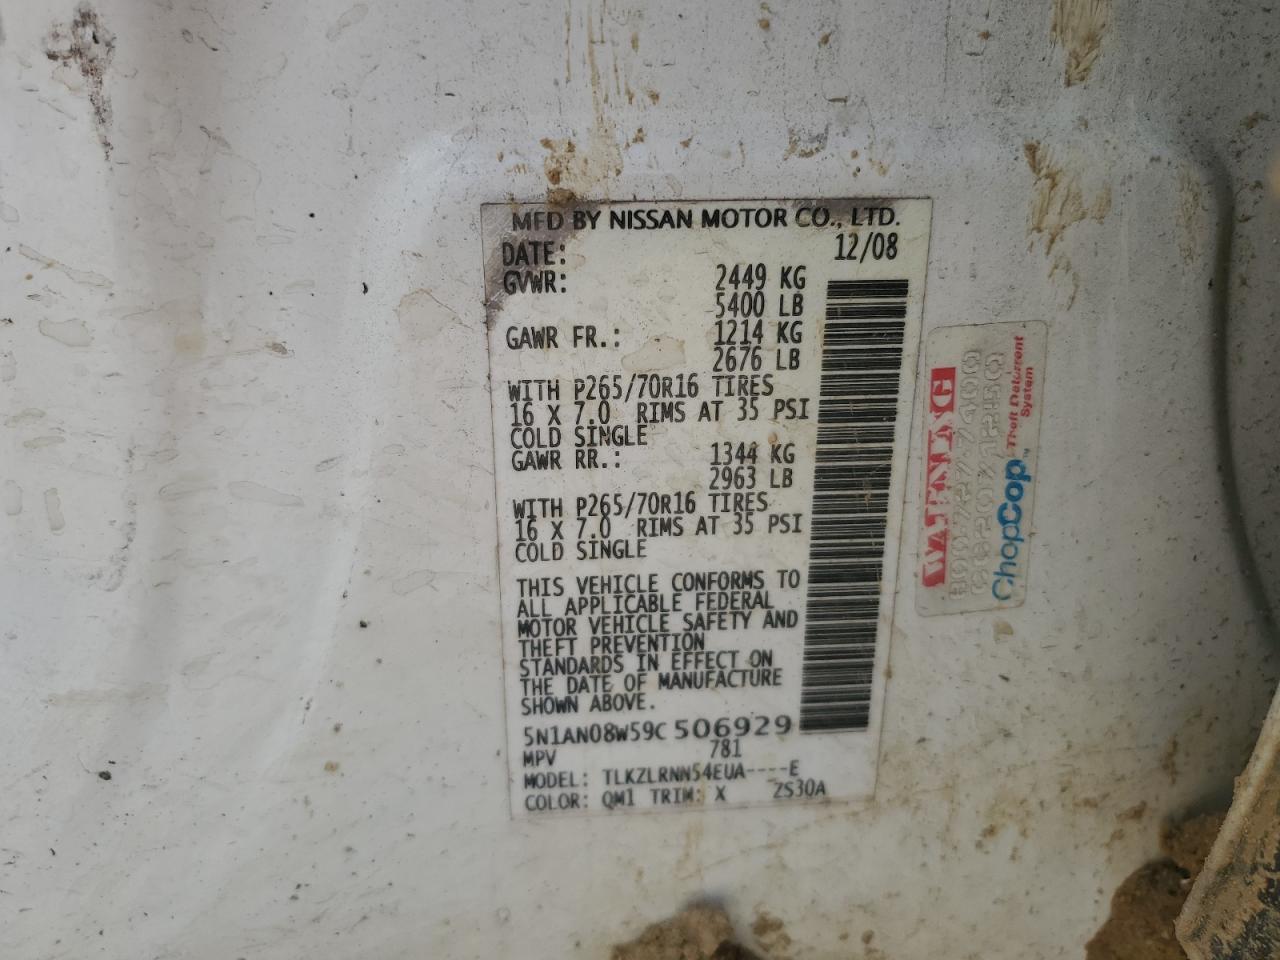 MFD BY NISSAN MOTOR CO., LTD.
DATE: 12/08
GVWR: 2449 KG
5400 LB
GAWR FR.: 1214 KG
2676 LB
WITH P265/70R16 TIRES
16 X 7.0 RIMS AT 35 PSI
COLD SINGLE
GAWR RR.: 1344 KG
2963 LB
WITH P265/70R16 TIRES
16 X 7.0 RIMS AT 35 PSI
COLD SINGLE
THIS VEHICLE CONFORMS TO
ALL APPLICABLE FEDERAL
MOTOR VEHICLE SAFETY AND
THEFT PREVENTION
STANDARDS IN EFFECT ON
THE DATE OF MANUFACTURE
SHOWN ABOVE.
5N1AN08W59C506929
MPV 781
MODEL: TLKZLRNN54EUA----E
COLOR: QM1 TRIM: X ZS30A
WARNING
800·727·7400
ChopCop™ Theft Deterrent
System